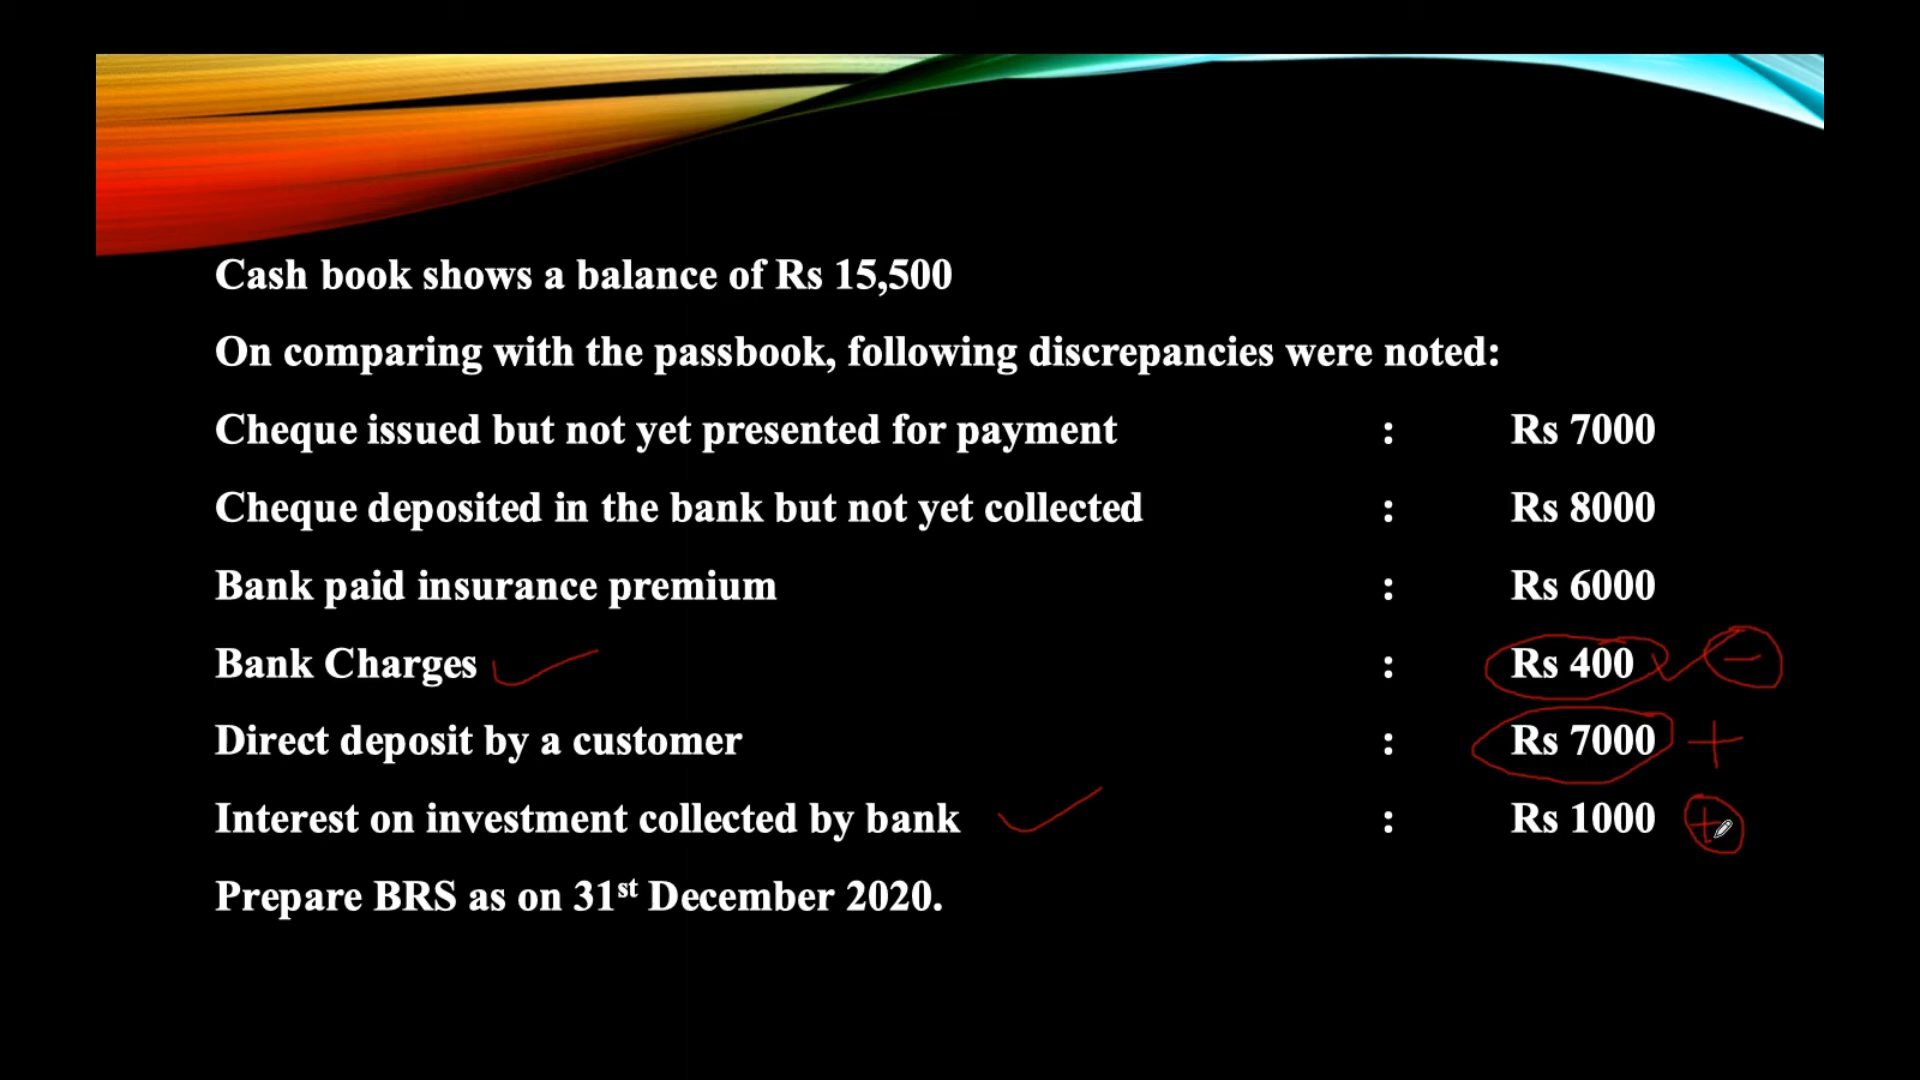 Cash book shows a balance of Rs 15,500
On comparing with the passbook, following discrepancies were noted:
Cheque issued but not yet presented for payment : Rs 7000
Cheque deposited in the bank but not yet collected : Rs 8000
Bank paid insurance premium : Rs 6000
Bank Charges : Rs 400 −
Direct deposit by a customer : Rs 7000 +
Interest on investment collected by bank : Rs 1000 +
Prepare BRS as on 31st December 2020.